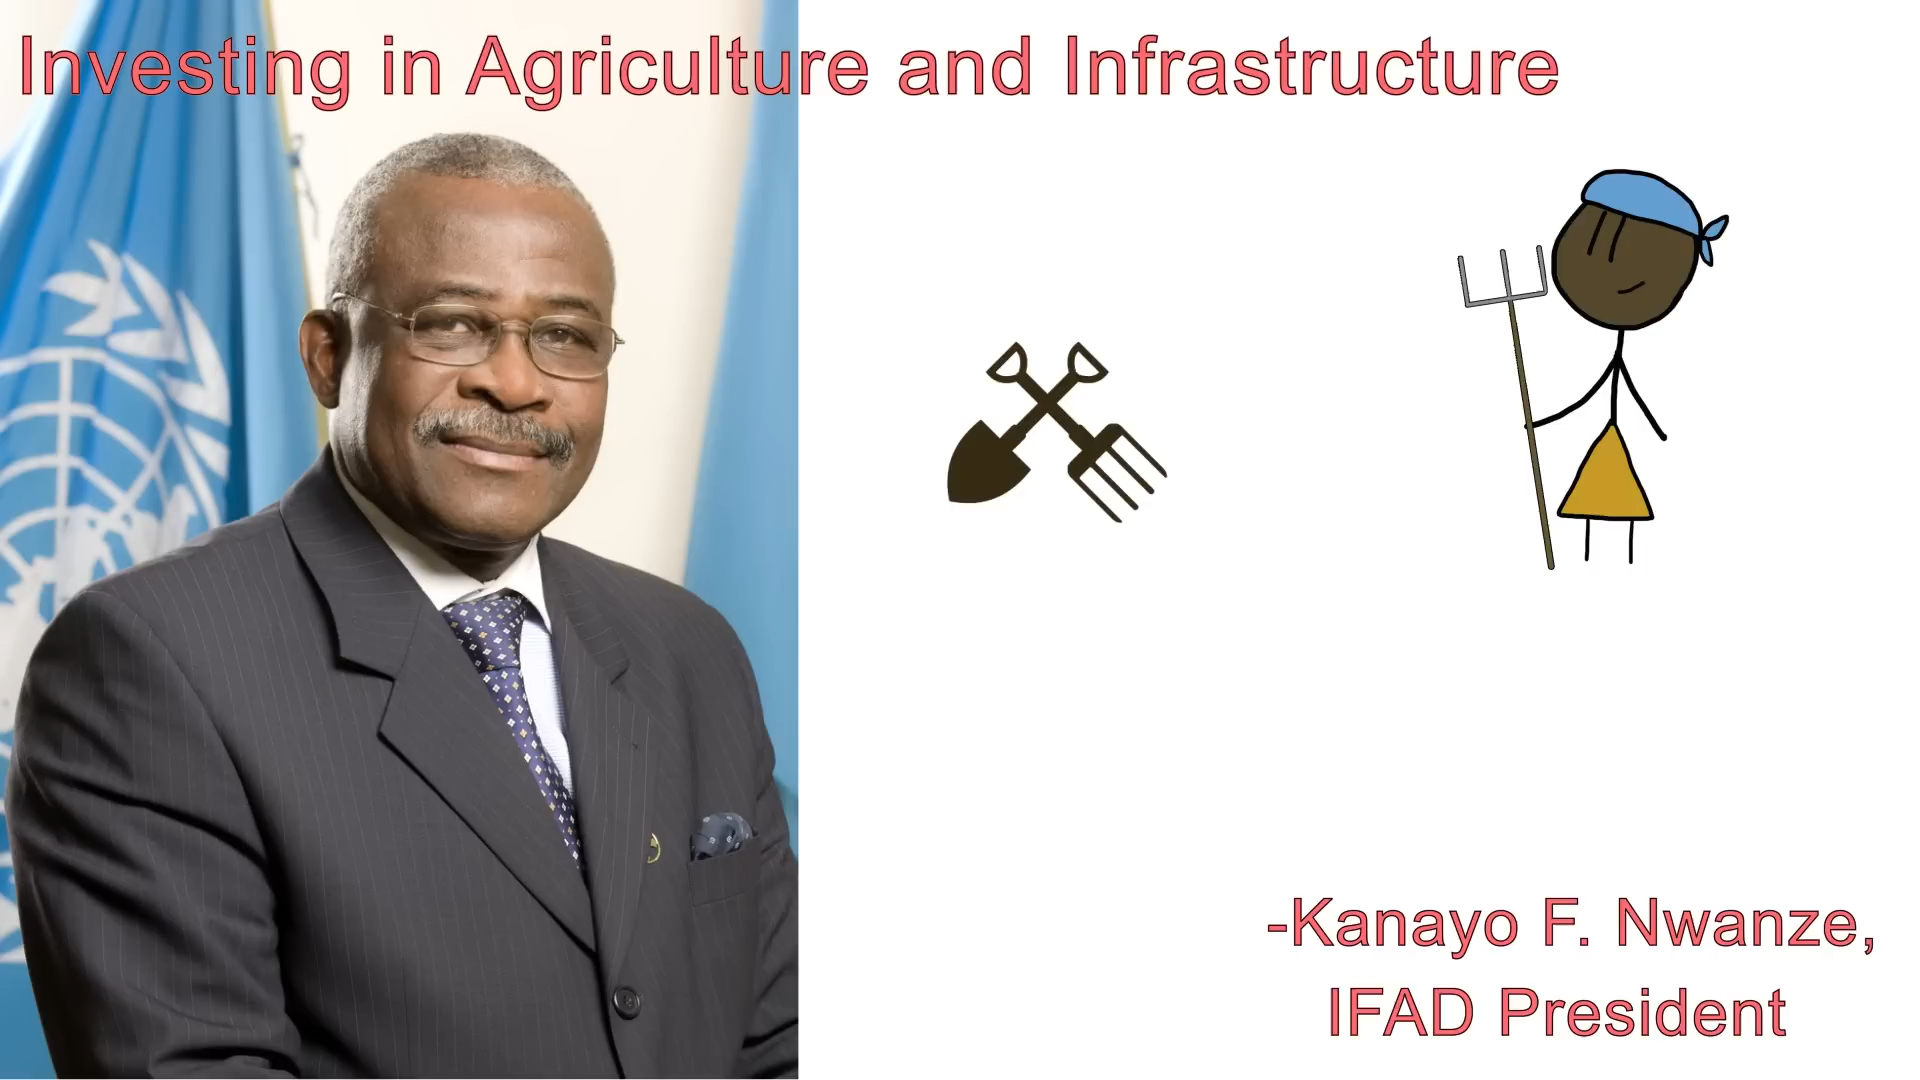 Investing in Agriculture and Infrastructure
-Kanayo F. Nwanze,
IFAD President